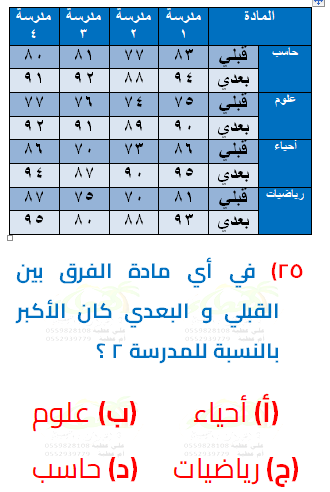 المادة مدرسة ١ مدرسة ٢ مدرسة ٣ مدرسة ٤
حاسب قبلي ٨٣ ٧٧ ٨١ ٨٠
بعدي ٩٤ ٨٨ ٩٢ ٩١
علوم قبلي ٧٥ ٧٤ ٧٦ ٧٧
بعدي ٩٠ ٨٩ ٩١ ٩٢
أحياء قبلي ٨٦ ٧٣ ٧٠ ٨٦
بعدي ٩٥ ٩٠ ٨٧ ٩٤
رياضيات قبلي ٨١ ٧٠ ٧٥ ٨٧
بعدي ٩٣ ٨٨ ٨٠ ٩٥
٢٥) في أي مادة الفرق بين
القبلي و البعدي كان الأكبر
بالنسبة للمدرسة ٢ ؟
(أ) أحياء (ب) علوم
(ج) رياضيات (د) حاسب